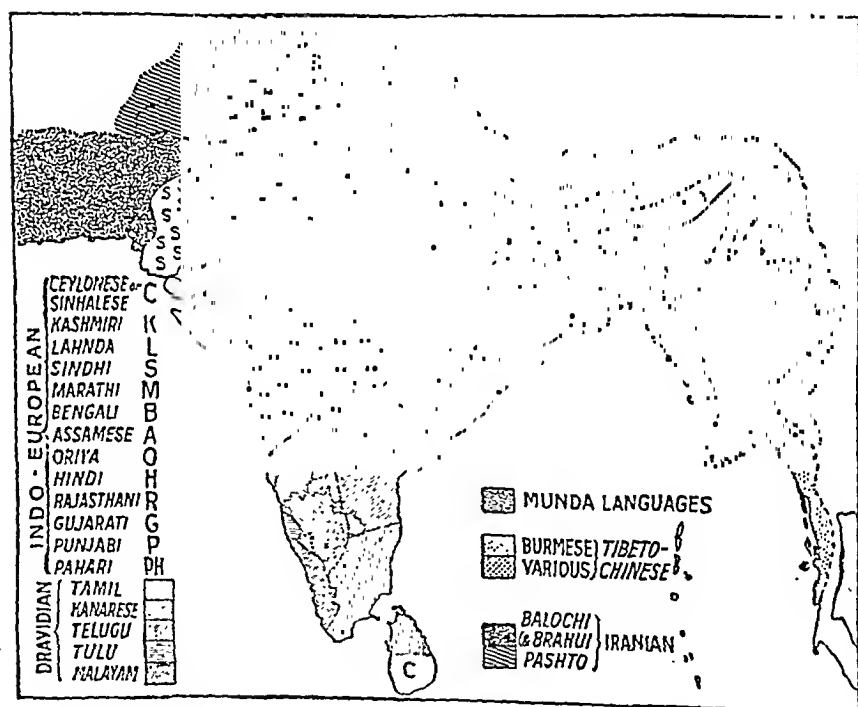 S
S
S S
S S
S
INDO-EUROPEAN
CEYLONESE or
SINHALESE C
KASHMIRI K
LAHNDA L
SINDHI S
MARATHI M
BENGALI B
ASSAMESE A
ORIYA O
HINDI H
RAJASTHANI R
GUJARATI G
PUNJABI P
PAHARI PH
DRAVIDIAN
TAMIL
KANARESE
TELUGU
TULU
MALAYAM
C
MUNDA LANGUAGES
BURMESE TIBETO-
VARIOUS CHINESE
BALOCHI
(& BRAHUI IRANIAN
PASHTO